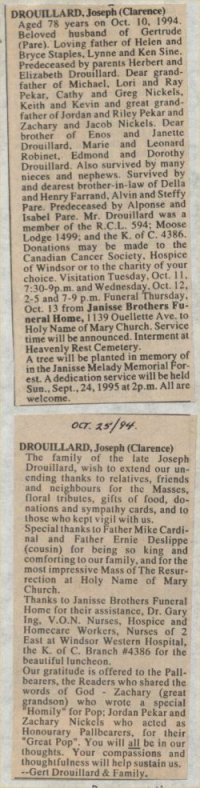 DROUILLARD, Joseph (Clarence)
Aged 78 years on Oct. 10, 1994.
Beloved husband of Gertrude
(Pare). Loving father of Helen and
Bryce Staples, Lynne and Ken Sine.
Predeceased by parents Herbert and
Elizabeth Drouillard. Dear grand-
father of Michael, Lori and Ray
Pekar, Cathy and Greg Nickels,
Keith and Kevin and great grand-
father of Jordan and Riley Pekar and
Zachary and Jacob Nickels. Dear
brother of Enos and Janette
Drouillard, Marie and Leonard
Robinet, Edmond and Dorothy
Drouillard. Also survived by many
nieces and nephews. Survived by
and dearest brother-in-law of Della
and Henry Farrand, Alvin and Steffy
Pare. Predeceased by Alponse and
Isabel Pare. Mr. Drouillard was a
member of the R.C.L. 594; Moose
Lodge 1499; and the K. of C. 4386.
Donations may be made to the
Canadian Cancer Society, Hospice
of Windsor or to the charity of your
choice. Visitation Tuesday, Oct. 11,
7:30-9p.m. and Wednesday, Oct. 12,
2-5 and 7-9 p.m. Funeral Thursday,
Oct. 13 from Janisse Brothers Fu-
neral Home, 1139 Ouellette Ave. to
Holy Name of Mary Church. Service
time will be announced. Interment at
Heavenly Rest Cemetery.
A tree will be planted in memory of
in the Janisse Melady Memorial For-
est. A dedication service will be held
Sun., Sept., 24, 1995 at 2p.m. All are
welcome.
OCT. 25/94.
DROUILLARD, Joseph (Clarence)
The family of the late Joseph
Drouillard, wish to extend our un-
ending thanks to relatives, friends
and neighbours for the Masses,
floral tributes, gifts of food, do-
nations and sympathy cards, and to
those who kept vigil with us.
Special thanks to Father Mike Cardi-
nal and Father Ernie Deslippe
(cousin) for being so king and
comforting to our family, and for the
most impressive Mass of The Resur-
rection at Holy Name of Mary
Church.
Thanks to Janisse Brothers Funeral
Home for their assistance, Dr. Gary
Ing, V.O.N. Nurses, Hospice and
Homecare Workers, Nurses of 2
East at Windsor Western Hospital,
the K. of C. Branch #4386 for the
beautiful luncheon.
Our gratitude is offered to the Pall-
bearers, the Readers who shared the
words of God - Zachary (great
grandson) who wrote a special
"Homily" for Pop; Jordan Pekar and
Zachary Nickels who acted as
Honourary Pallbearers, for their
"Great Pop". You will all be in our
thoughts. Your compassions and
thoughtfulness will help sustain us.
--Gert Drouillard & Family.